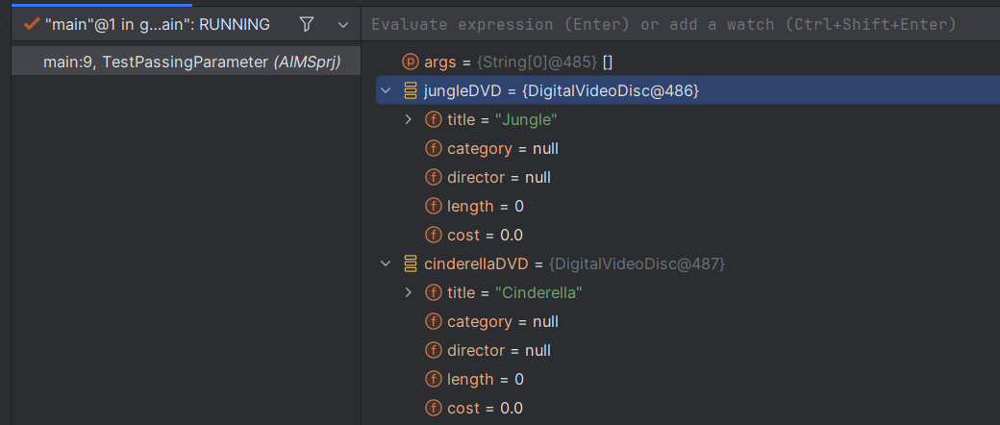 "main"@1 in g...ain": RUNNING
Evaluate expression (Enter) or add a watch (Ctrl+Shift+Enter)
main:9, TestPassingParameter (AIMSprj)
p args = {String[0]@485} []
jungleDVD = {DigitalVideoDisc@486}
f title = "Jungle"
f category = null
f director = null
f length = 0
f cost = 0.0
cinderellaDVD = {DigitalVideoDisc@487}
f title = "Cinderella"
f category = null
f director = null
f length = 0
f cost = 0.0